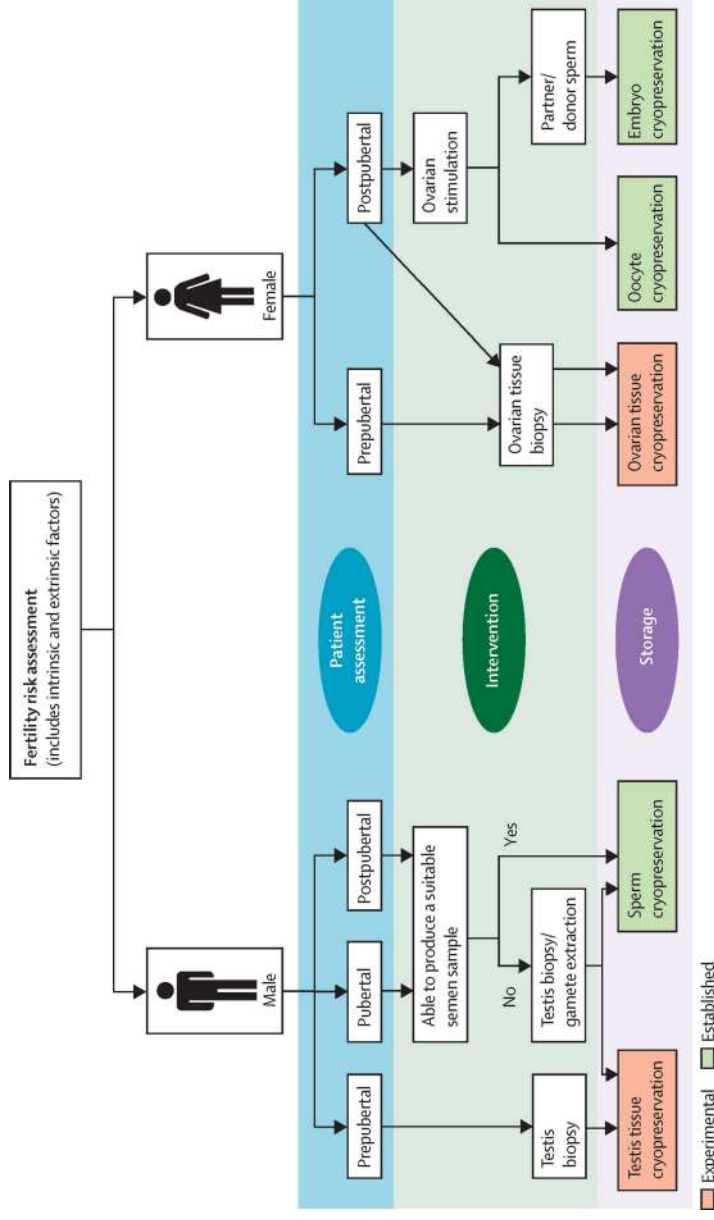 Fertility risk assessment
(includes intrinsic and extrinsic factors)
Male
Female
Prepubertal
Pubertal
Postpubertal
Patient
assessment
Prepubertal
Postpubertal
Able to produce a suitable
semen sample
Ovarian
stimulation
No
Yes
Intervention
Testis
biopsy
Testis biopsy/
gamete extraction
Ovarian tissue
biopsy
Partner/
donor sperm
Testis tissue
cryopreservation
Sperm
cryopreservation
Storage
Ovarian tissue
cryopreservation
Oocyte
cryopreservation
Embryo
cryopreservation
Experimental
Established